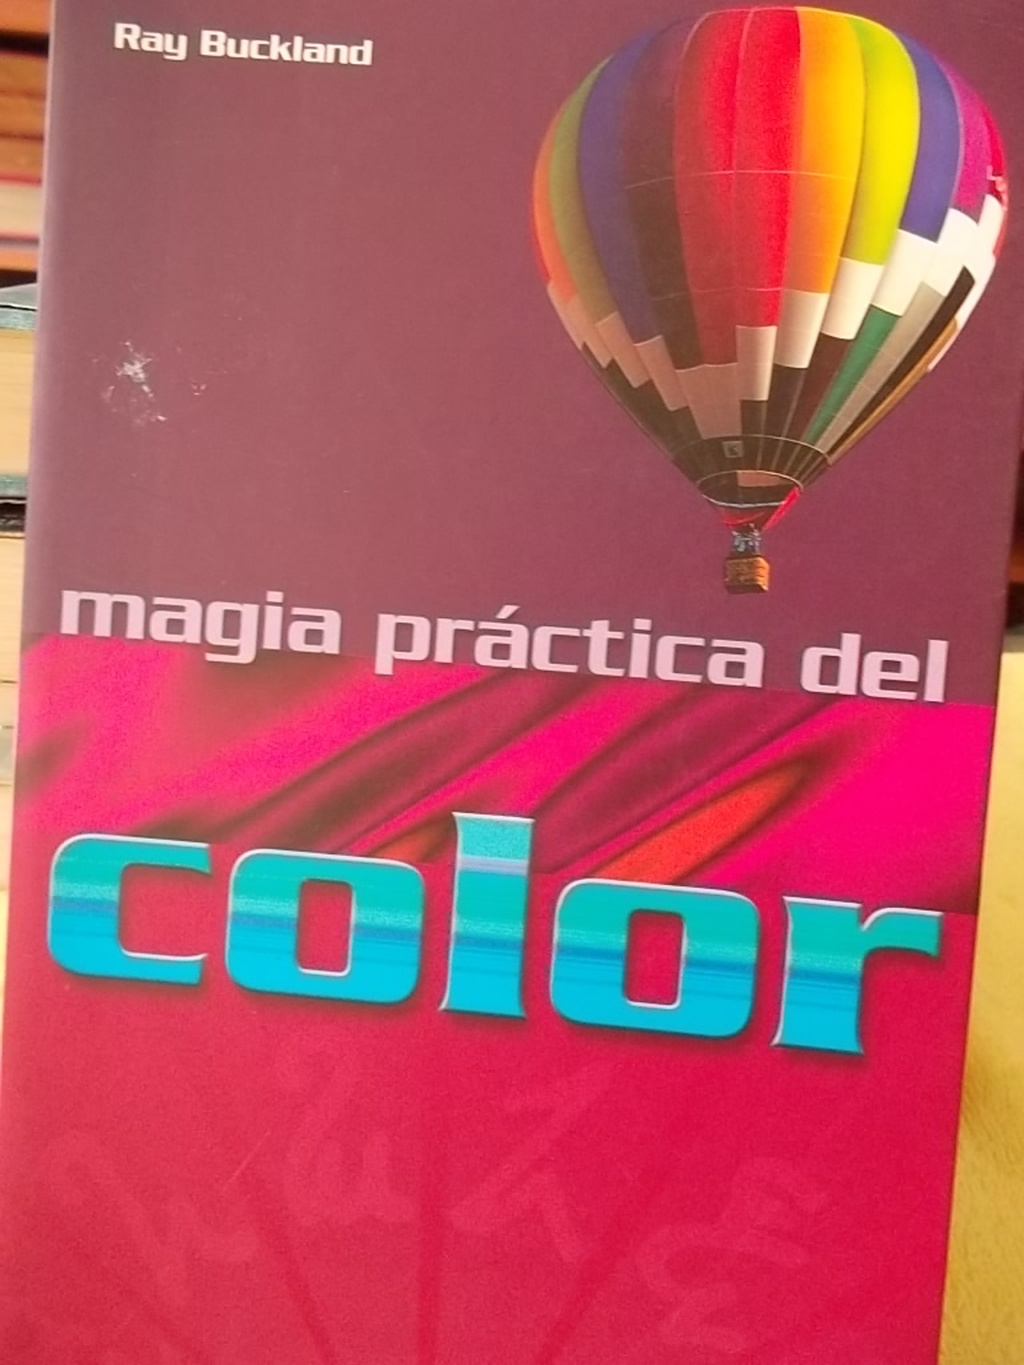 Ray Buckland
magia práctica del
color